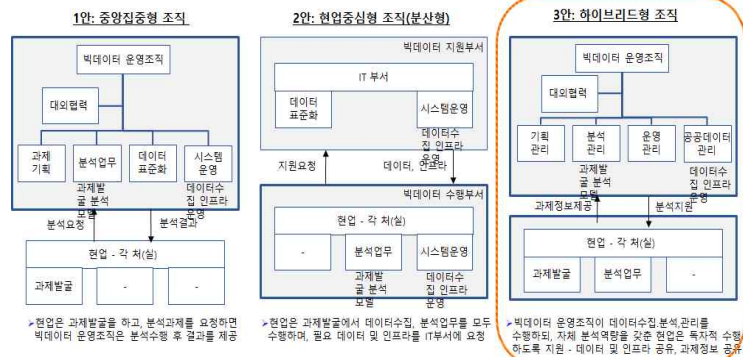 1안: 중앙집중형 조직
빅데이터 운영조직
대외협력
과제
기획
분석업무
데이터
표준화
시스템
운영
과제발
굴 분석
모델
데이터수
집 인프라
운영
분석요청
분석결과
현업 - 각 처(실)
과제발굴
-
-
➢현업은 과제발굴을 하고, 분석과제를 요청하면
빅데이터 운영조직은 분석수행 후 결과를 제공
2안: 현업중심형 조직(분산형)
빅데이터 지원부서
IT 부서
데이터
표준화
시스템운영
데이터수
집 인프라
운영
지원요청
데이터, 인프라
빅데이터 수행부서
현업 - 각 처(실)
-
분석업무
시스템운영
과제발
굴 분석
모델
데이터수
집 인프라
운영
➢현업은 과제발굴에서 데이터수집, 분석업무를 모두
수행하며, 필요 데이터 및 인프라를 IT부서에 요청
3안: 하이브리드형 조직
빅데이터 운영조직
대외협력
기획
관리
분석
관리
운영
관리
공공데이터
관리
과제발
굴 분석
모델
데이터수
집 인프라
운영
과제정보제공
분석지원
현업 - 각 처(실)
과제발굴
분석업무
-
➢빅데이터 운영조직이 데이터수집.분석,관리를
수행하되, 자체 분석역량을 갖춘 현업은 독자적 수행
하도록 지원 - 데이터 및 인프라 공유, 과제정보 공유